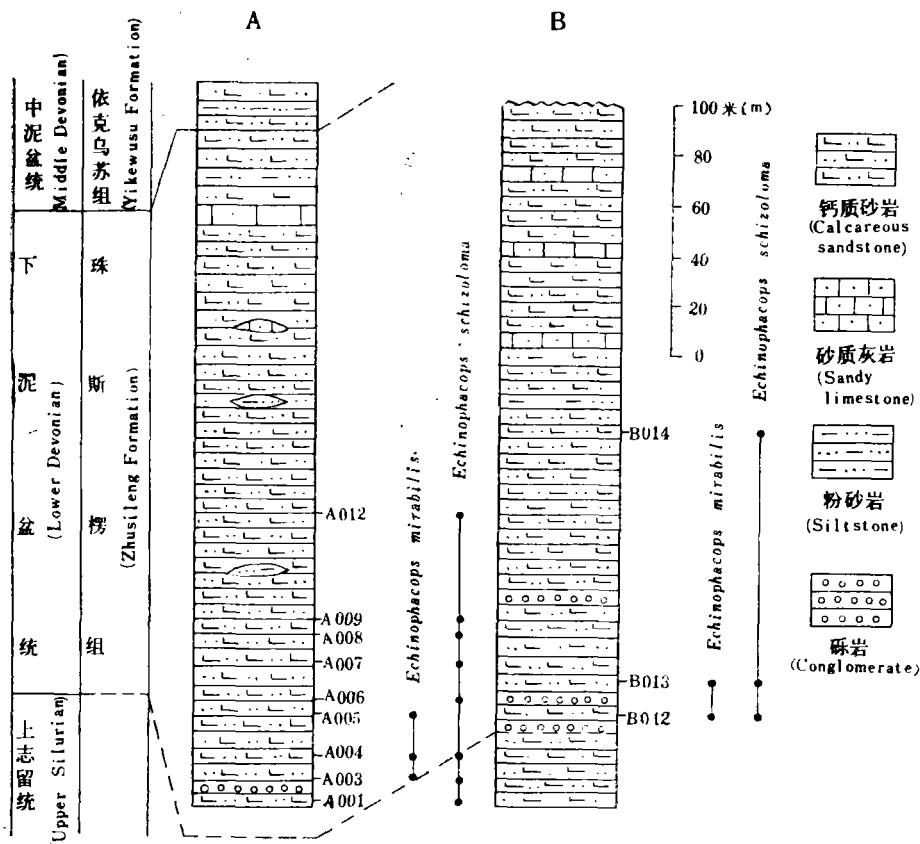 A
B
中泥盆统
(Middle Devonian)
依克乌苏组
(Yikewusu Formation)
下泥盆统
(Lower Devonian)
珠斯楞组
(Zhusileng Formation)
上志留统
(Upper Silurian)
A012
A009
A008
A007
A006
A005
A004
A003
A001
Echinophacops mirabilis
Echinophacops schizoloma
B014
B013
B012
Echinophacops mirabilis
Echinophacops schizoloma
100 米(m)
80
60
40
20
0
钙质砂岩
(Calcareous
sandstone)
砂质灰岩
(Sandy
limestone)
粉砂岩
(Siltstone)
砾岩
(Conglomerate)